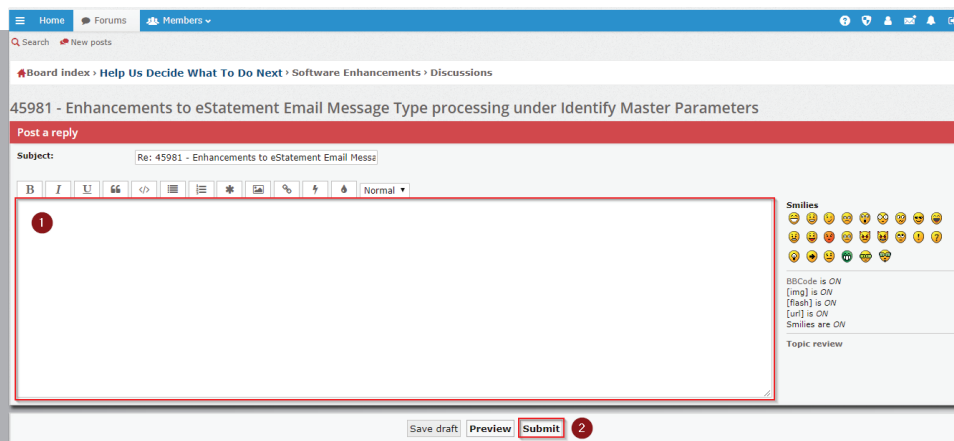 Home Forums Members
Search New posts
Board index › Help Us Decide What To Do Next › Software Enhancements › Discussions
45981 - Enhancements to eStatement Email Message Type processing under Identify Master Parameters
Post a reply
Subject: Re: 45981 - Enhancements to eStatement Email Messa
B I U </> Normal
1
Smilies
BBCode is ON
[img] is ON
[flash] is ON
[url] is ON
Smilies are ON
Topic review
Save draft Preview Submit 2